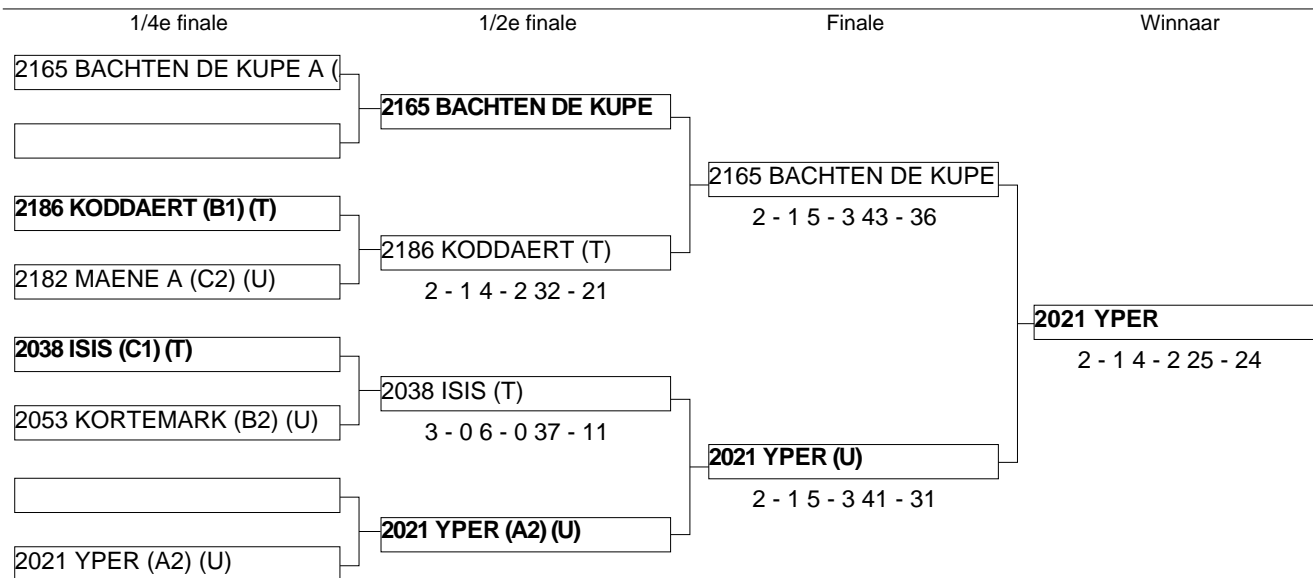 1/4e finale 1/2e finale Finale Winnaar
2165 BACHTEN DE KUPE A (
2165 BACHTEN DE KUPE
2165 BACHTEN DE KUPE
2186 KODDAERT (B1) (T)
2 - 1 5 - 3 43 - 36
2186 KODDAERT (T)
2182 MAENE A (C2) (U)
2 - 1 4 - 2 32 - 21
2021 YPER
2038 ISIS (C1) (T)
2 - 1 4 - 2 25 - 24
2038 ISIS (T)
2053 KORTEMARK (B2) (U)
3 - 0 6 - 0 37 - 11
2021 YPER (U)
2 - 1 5 - 3 41 - 31
2021 YPER (A2) (U)
2021 YPER (A2) (U)